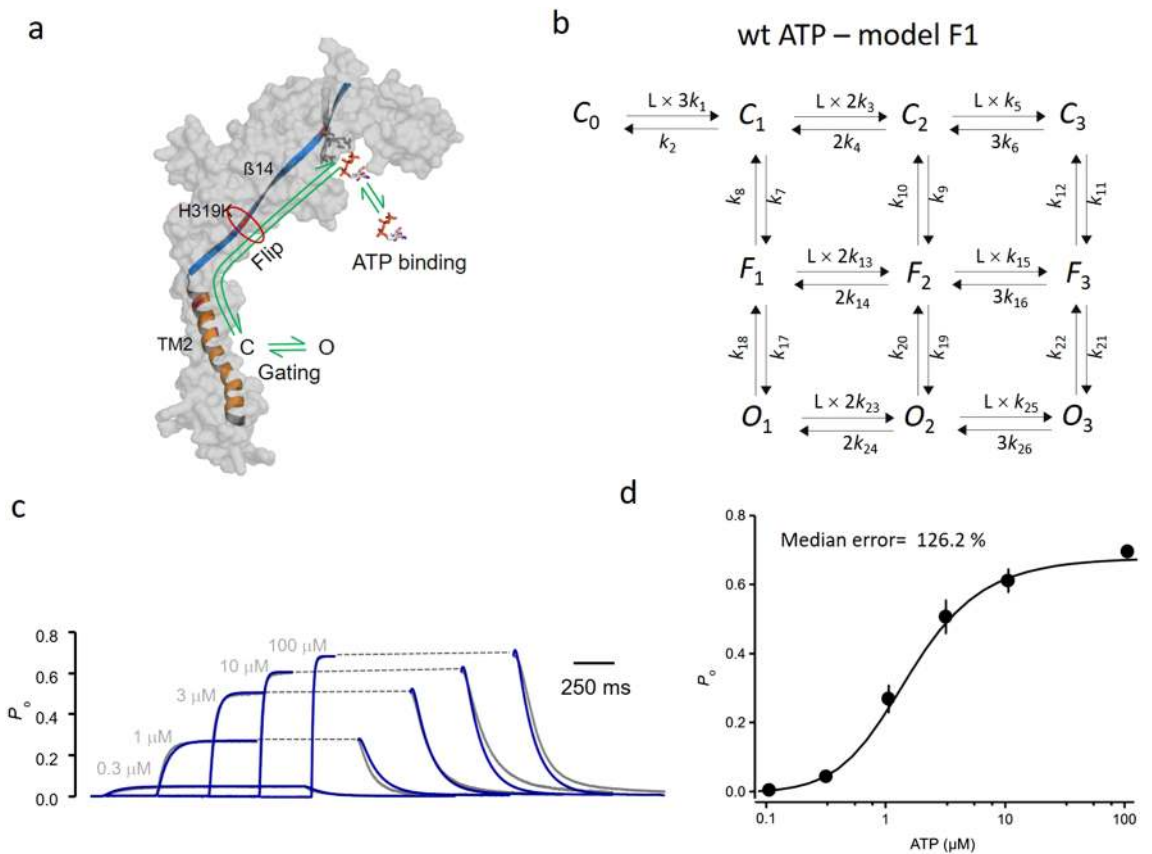 a
ß14
H319K
Flip
ATP binding
TM2
C
O
Gating
b
wt ATP – model F1
C0
L × 3k1
k2
C1
L × 2k3
2k4
C2
L × k5
3k6
C3
k8
k7
k10
k9
k12
k11
F1
L × 2k13
2k14
F2
L × k15
3k16
F3
k18
k17
k20
k19
k22
k21
O1
L × 2k23
2k24
O2
L × k25
3k26
O3
c
Po
0.8
0.6
0.4
0.2
0.0
100 µM
10 µM
3 µM
1 µM
0.3 µM
250 ms
d
Median error= 126.2 %
Po
0.8
0.6
0.4
0.2
0.0
0.1
1
10
100
ATP (µM)